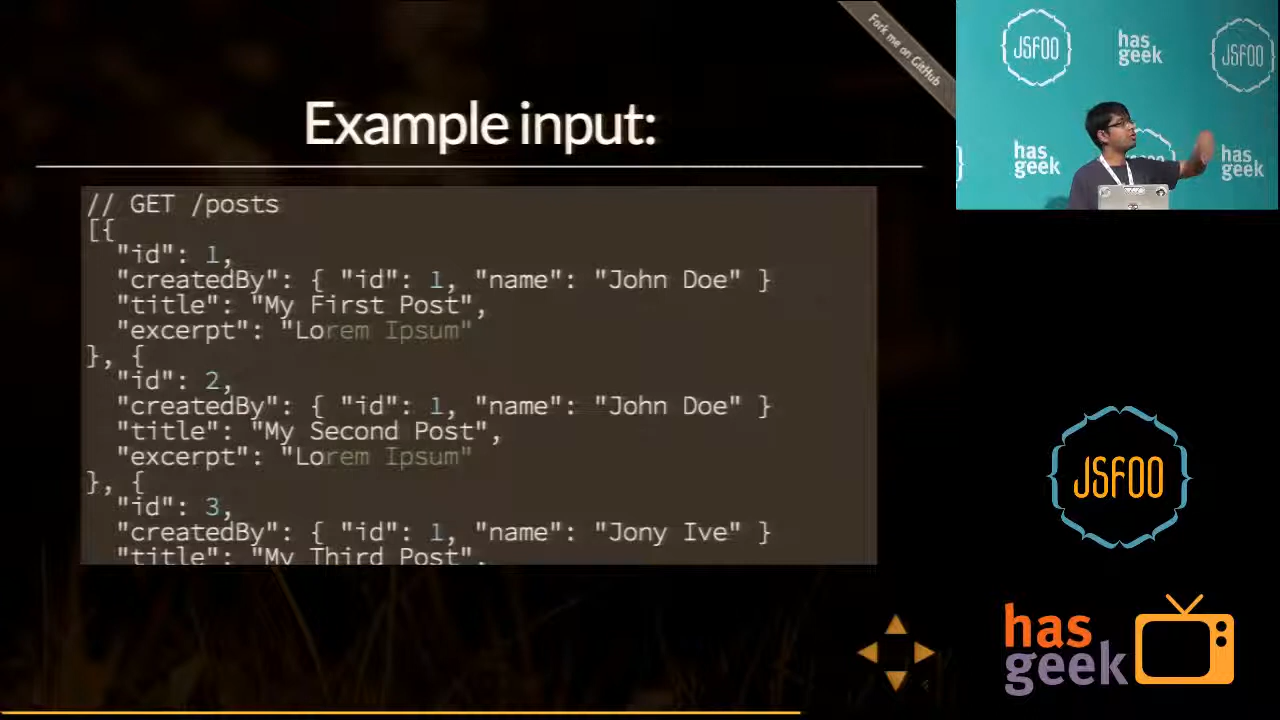 Fork me on GitHub
Example input:
// GET /posts
[{
"id": 1,
"createdBy": { "id": 1, "name": "John Doe" }
"title": "My First Post",
"excerpt": "Lorem Ipsum"
}, {
"id": 2,
"createdBy": { "id": 1, "name": "John Doe" }
"title": "My Second Post",
"excerpt": "Lorem Ipsum"
}, {
"id": 3,
"createdBy": { "id": 1, "name": "Jony Ive" }
"title": "My Third Post",
JSFOO
has
geek
JSFOO
has
geek
has
geek
JSFOO
has
geek